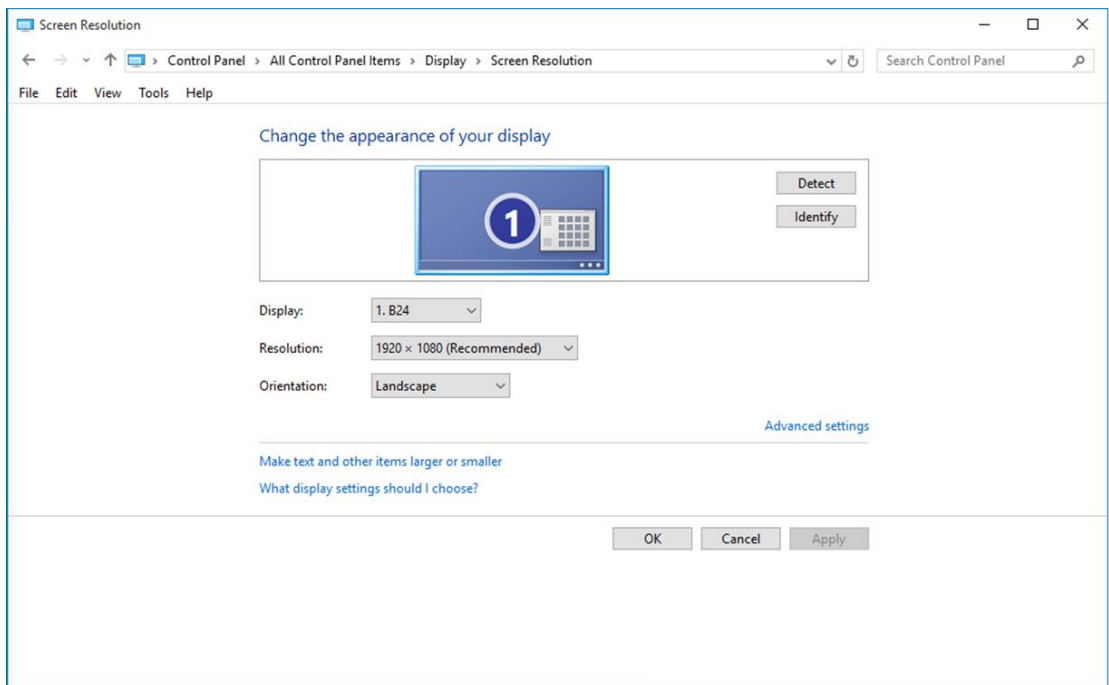 Screen Resolution
Control Panel > All Control Panel Items > Display > Screen Resolution
Search Control Panel
File Edit View Tools Help
Change the appearance of your display
1
Detect
Identify
Display: 1. B24
Resolution: 1920 × 1080 (Recommended)
Orientation: Landscape
Advanced settings
Make text and other items larger or smaller
What display settings should I choose?
OK Cancel Apply